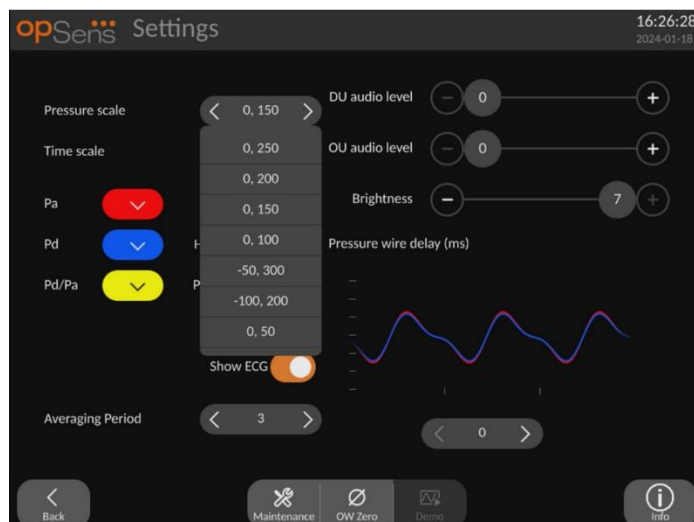 opSens Settings
16:26:28
2024-01-18
Pressure scale
0, 150
DU audio level
0
Time scale
0, 250
0, 200
0, 150
0, 100
-50, 300
-100, 200
0, 50
OU audio level
0
Pa
Brightness
7
Pd
H
Pressure wire delay (ms)
Pd/Pa
P
Show ECG
Averaging Period
3
0
Back
Maintenance
OW Zero
Demo
Info